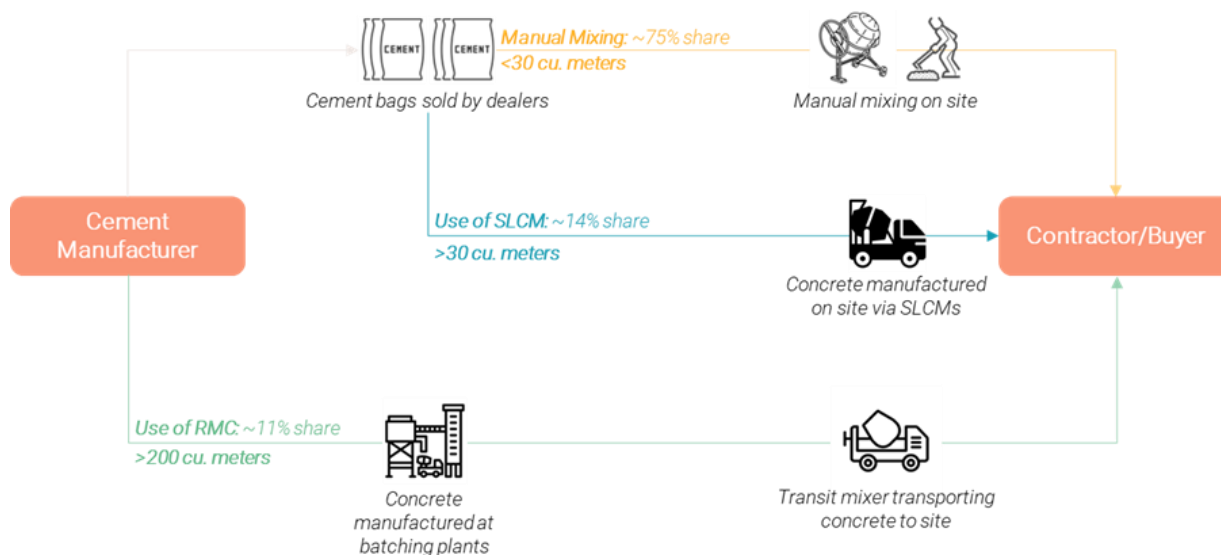 CEMENT
CEMENT
Manual Mixing: ~75% share
<30 cu. meters
Cement bags sold by dealers
Manual mixing on site
Cement
Manufacturer
Use of SLCM: ~14% share
>30 cu. meters
Contractor/Buyer
Concrete manufactured
on site via SLCMs
Use of RMC: ~11% share
>200 cu. meters
Concrete
manufactured at
batching plants
Transit mixer transporting
concrete to site